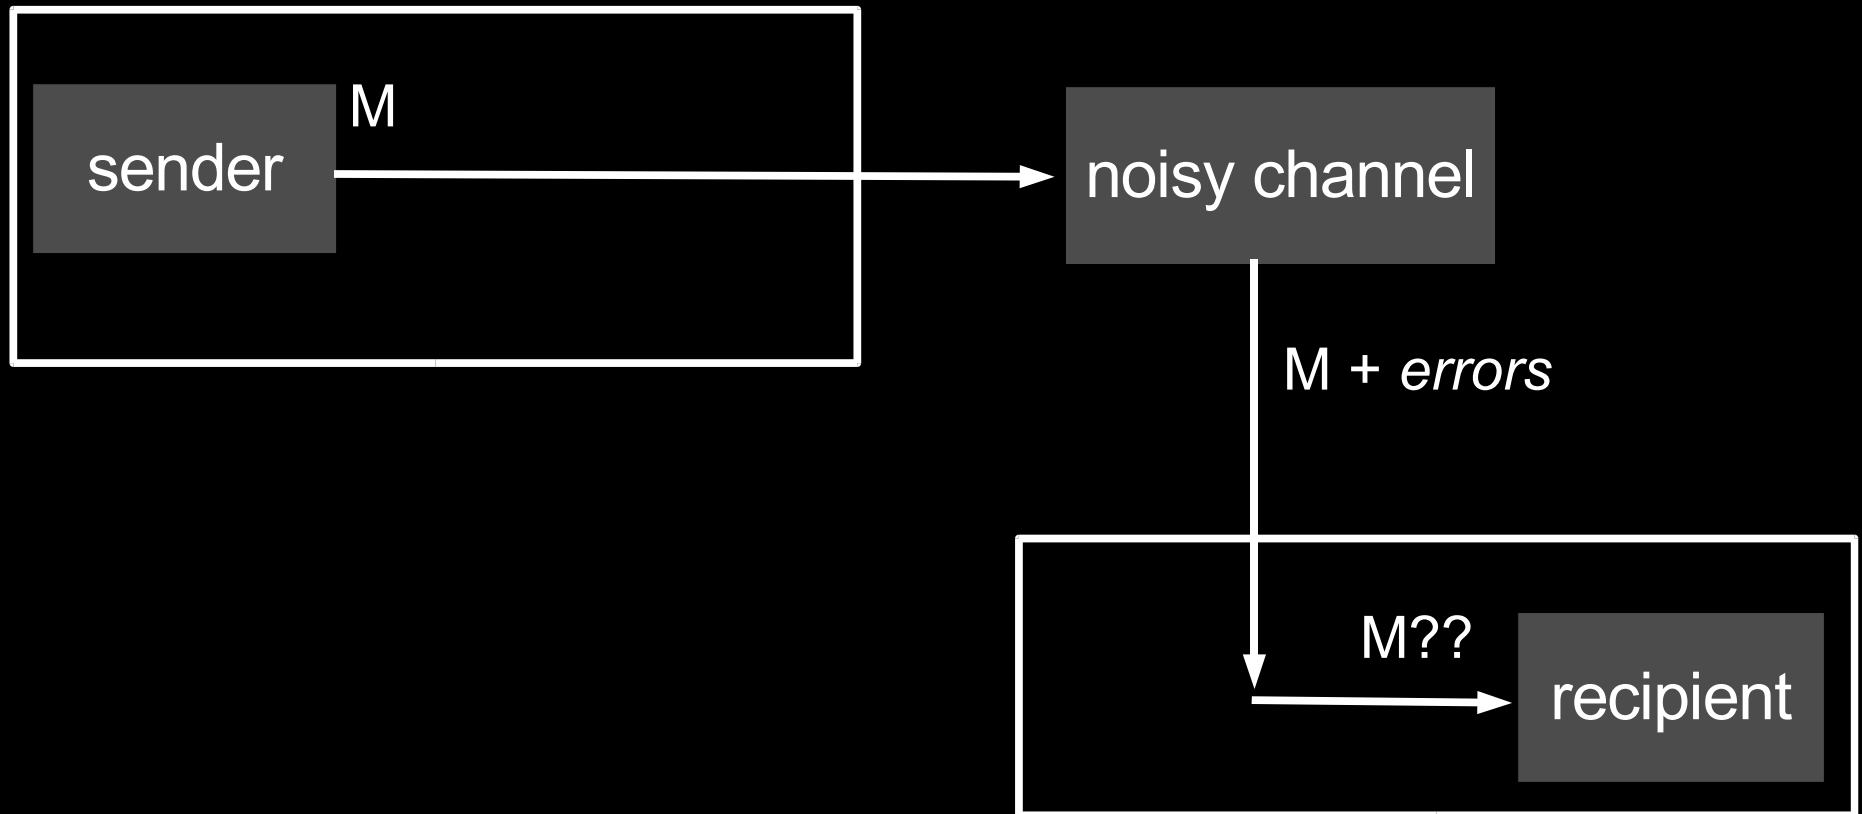 M
sender
noisy channel
M + errors
M??
recipient